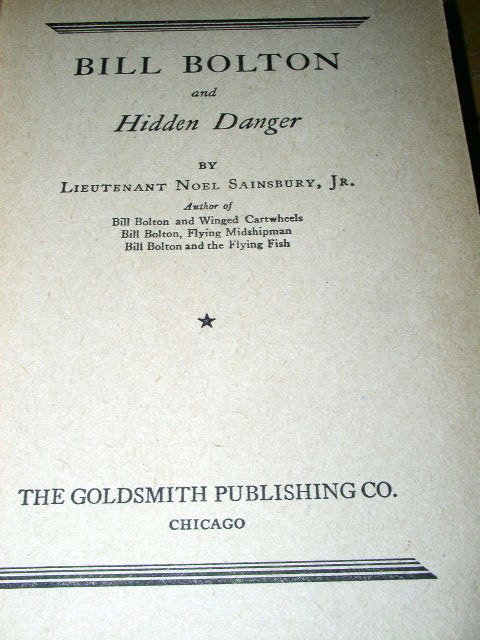 BILL BOLTON
and
Hidden Danger
BY
LIEUTENANT NOEL SAINSBURY, JR.
Author of
Bill Bolton and Winged Cartwheels
Bill Bolton, Flying Midshipman
Bill Bolton and the Flying Fish
THE GOLDSMITH PUBLISHING CO.
CHICAGO